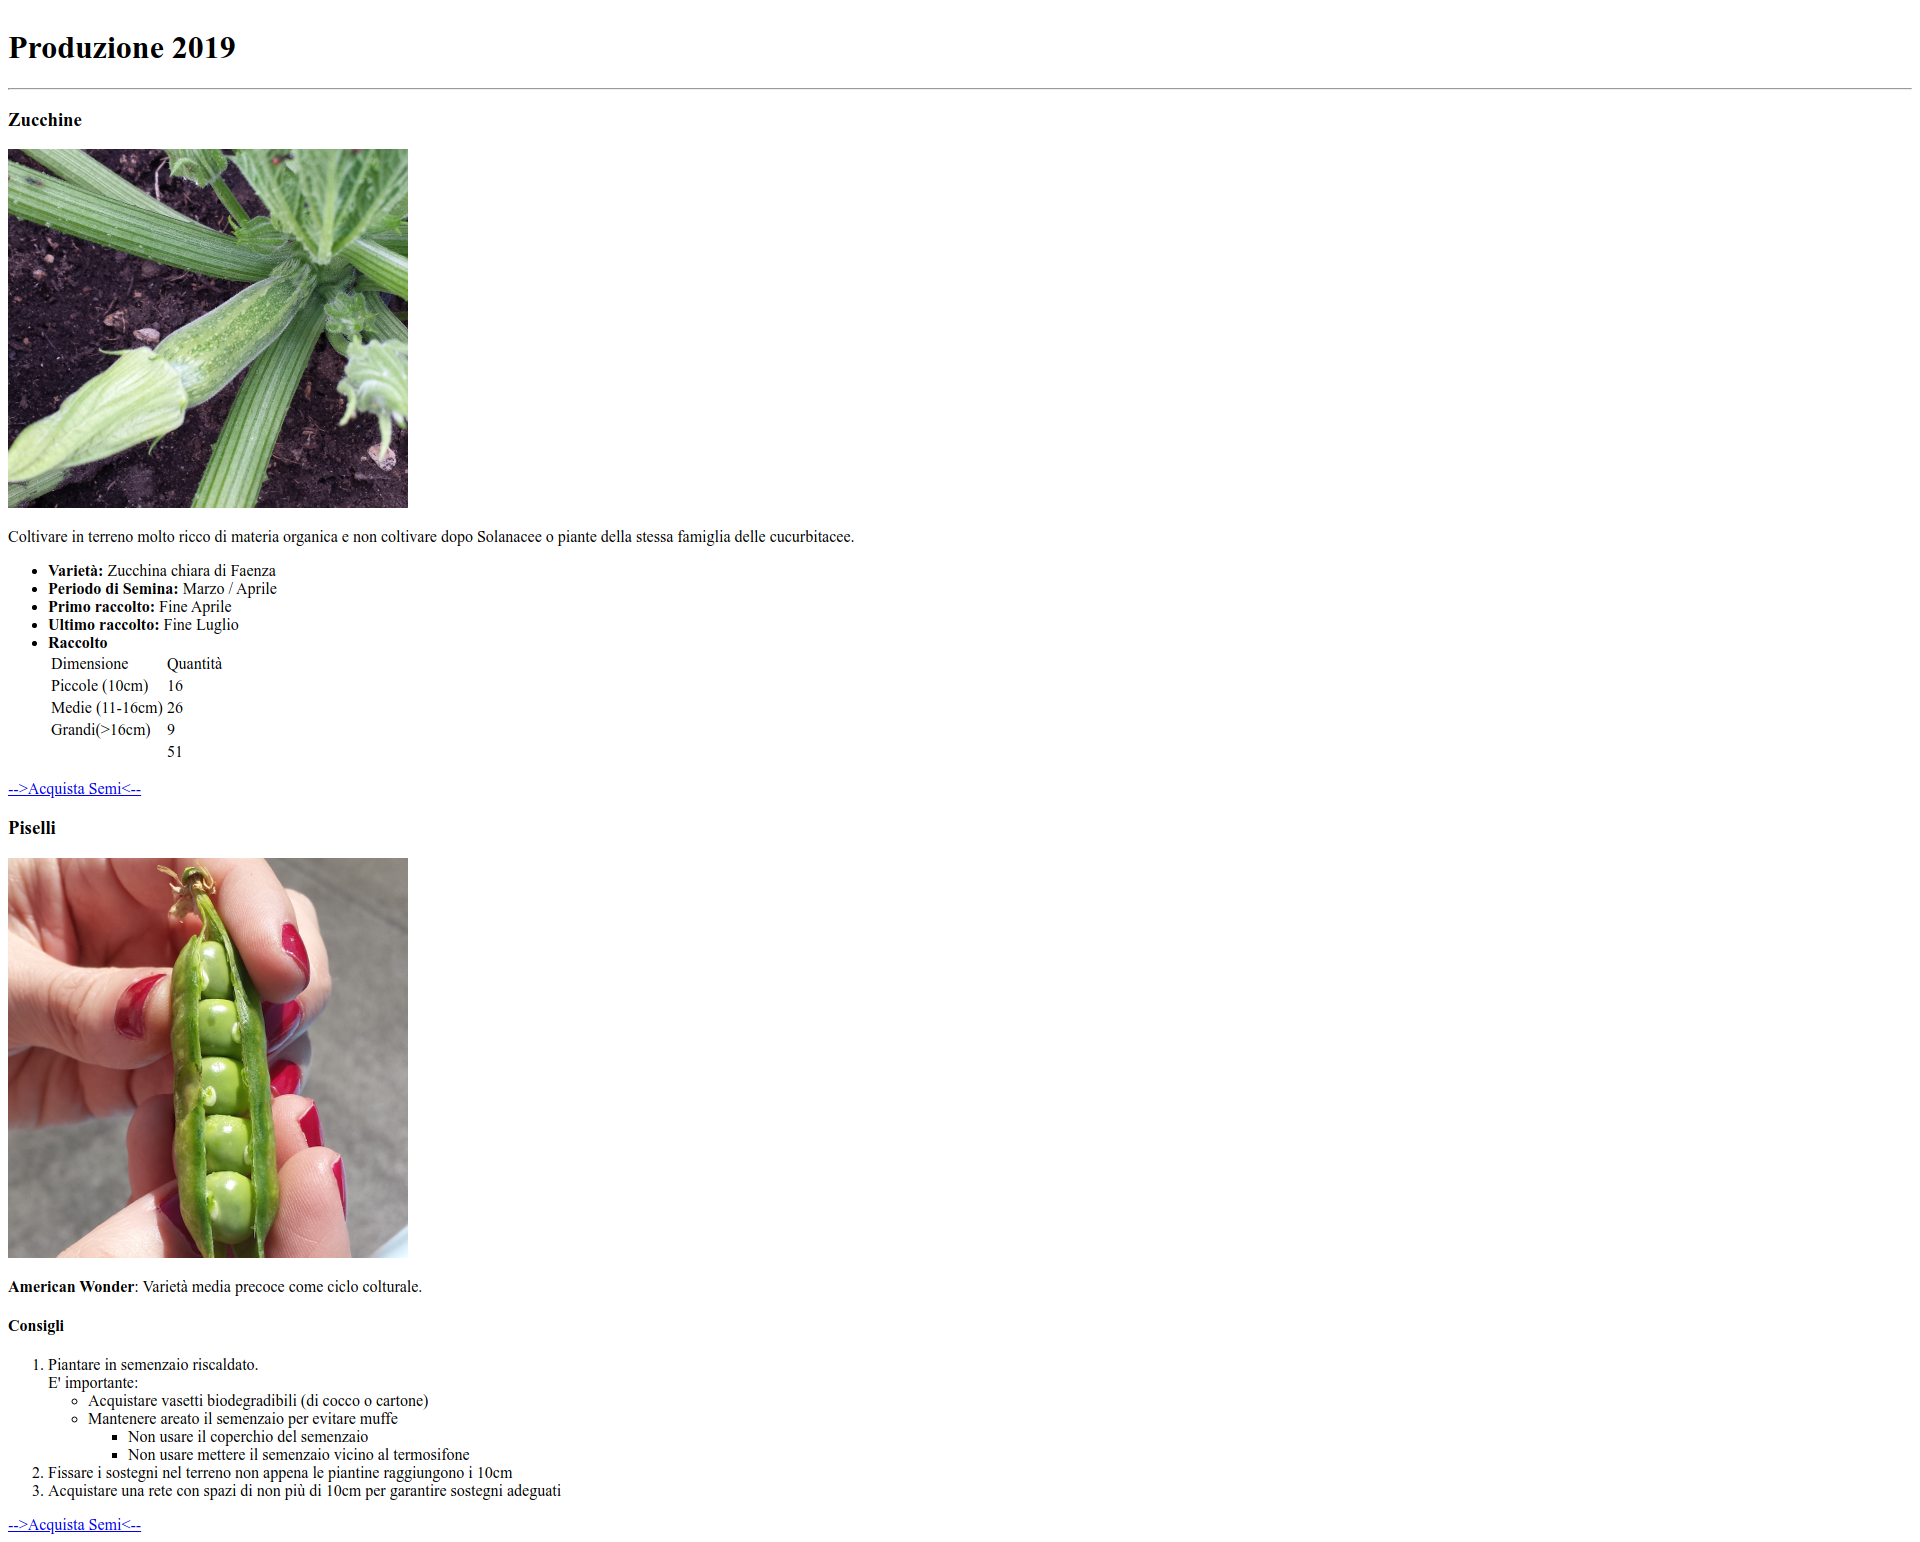 Produzione 2019
Zucchine
Coltivare in terreno molto ricco di materia organica e non coltivare dopo Solanacee o piante della stessa famiglia delle cucurbitacee.
• Varietà: Zucchina chiara di Faenza
• Periodo di Semina: Marzo / Aprile
• Primo raccolto: Fine Aprile
• Ultimo raccolto: Fine Luglio
• Raccolto
Dimensione Quantità
Piccole (10cm) 16
Medie (11-16cm) 26
Grandi(>16cm) 9
51
-->Acquista Semi<--
Piselli
American Wonder: Varietà media precoce come ciclo colturale.
Consigli
1. Piantare in semenzaio riscaldato.
E' importante:
◦ Acquistare vasetti biodegradibili (di cocco o cartone)
◦ Mantenere areato il semenzaio per evitare muffe
▪ Non usare il coperchio del semenzaio
▪ Non usare mettere il semenzaio vicino al termosifone
2. Fissare i sostegni nel terreno non appena le piantine raggiungono i 10cm
3. Acquistare una rete con spazi di non più di 10cm per garantire sostegni adeguati
-->Acquista Semi<--